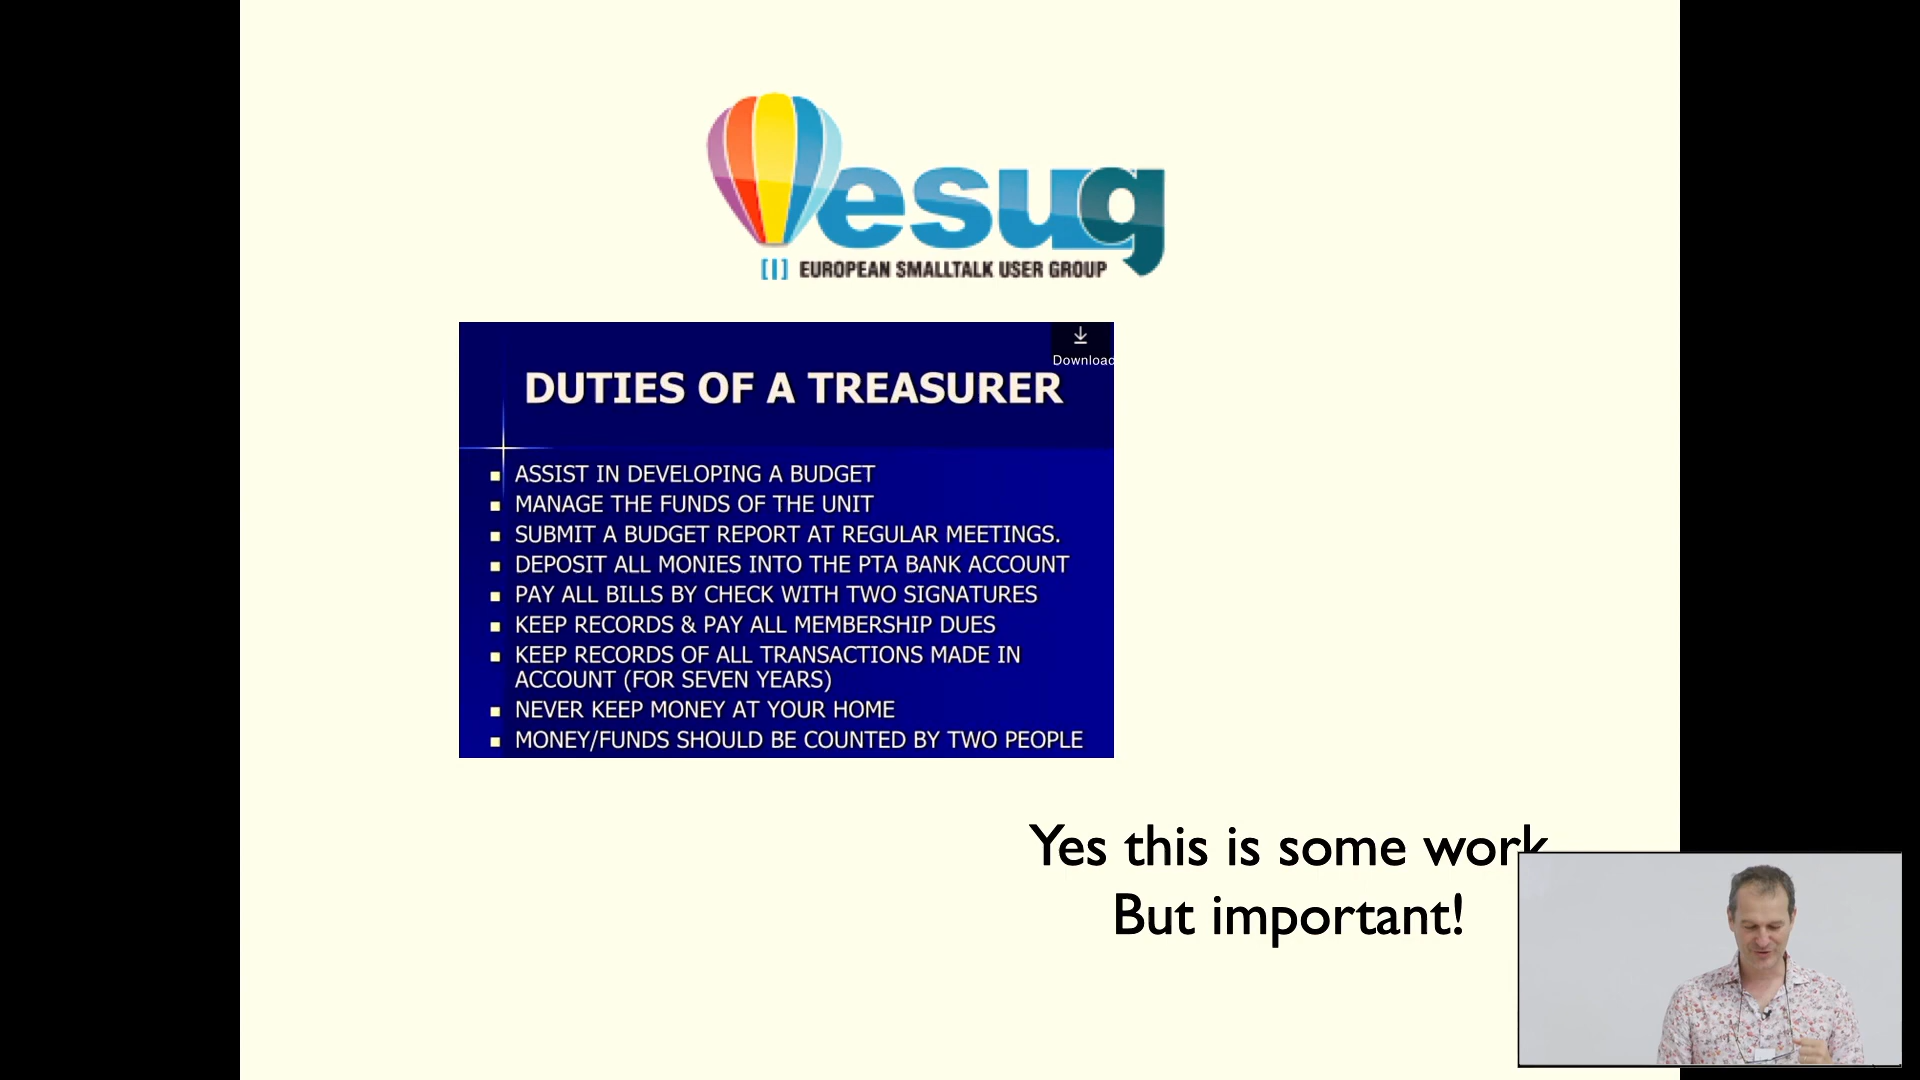 esug
[|] EUROPEAN SMALLTALK USER GROUP
Download
DUTIES OF A TREASURER
▪ ASSIST IN DEVELOPING A BUDGET
▪ MANAGE THE FUNDS OF THE UNIT
▪ SUBMIT A BUDGET REPORT AT REGULAR MEETINGS.
▪ DEPOSIT ALL MONIES INTO THE PTA BANK ACCOUNT
▪ PAY ALL BILLS BY CHECK WITH TWO SIGNATURES
▪ KEEP RECORDS & PAY ALL MEMBERSHIP DUES
▪ KEEP RECORDS OF ALL TRANSACTIONS MADE IN
ACCOUNT (FOR SEVEN YEARS)
▪ NEVER KEEP MONEY AT YOUR HOME
▪ MONEY/FUNDS SHOULD BE COUNTED BY TWO PEOPLE
Yes this is some work
But important!